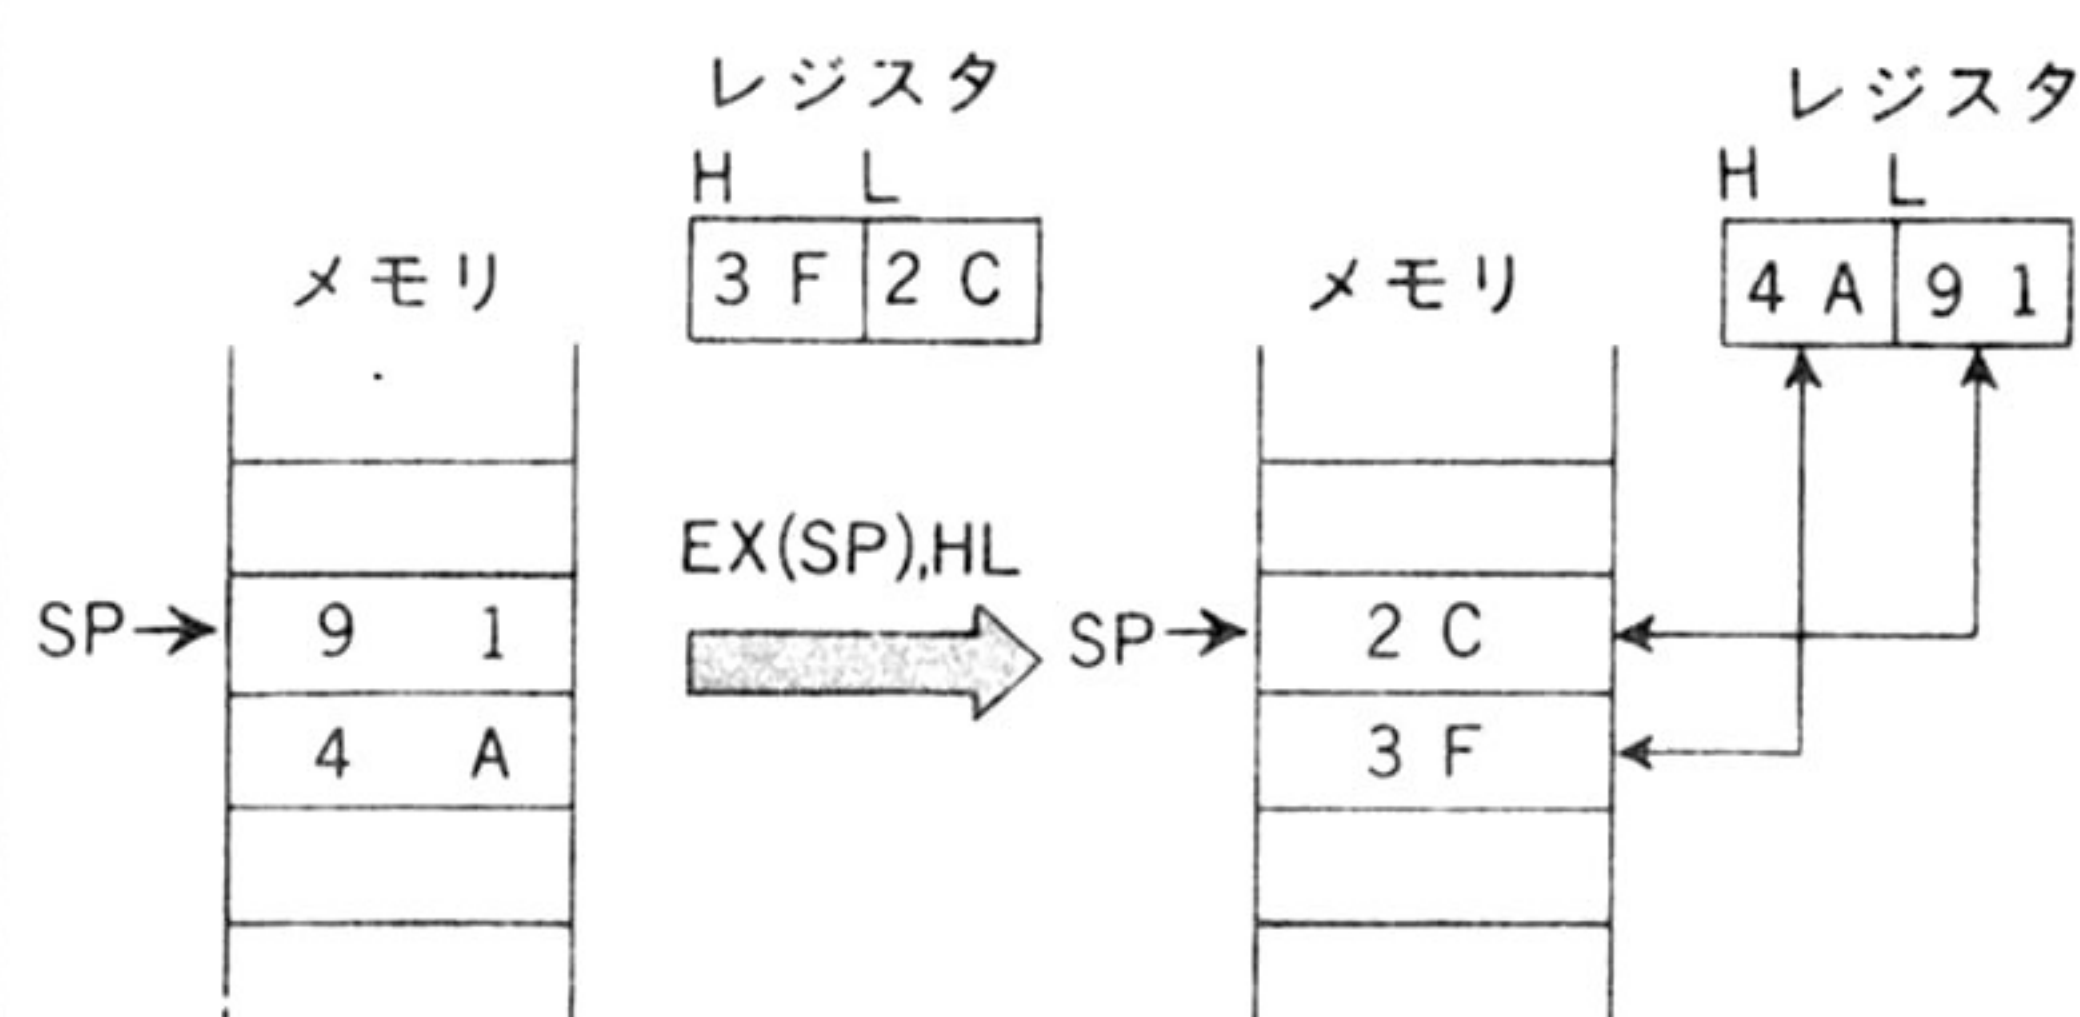 レジスタ
H L
3 F 2 C
メモリ
SP→ 9 1
4 A
EX(SP),HL
レジスタ
H L
4 A 9 1
メモリ
SP→ 2 C
3 F